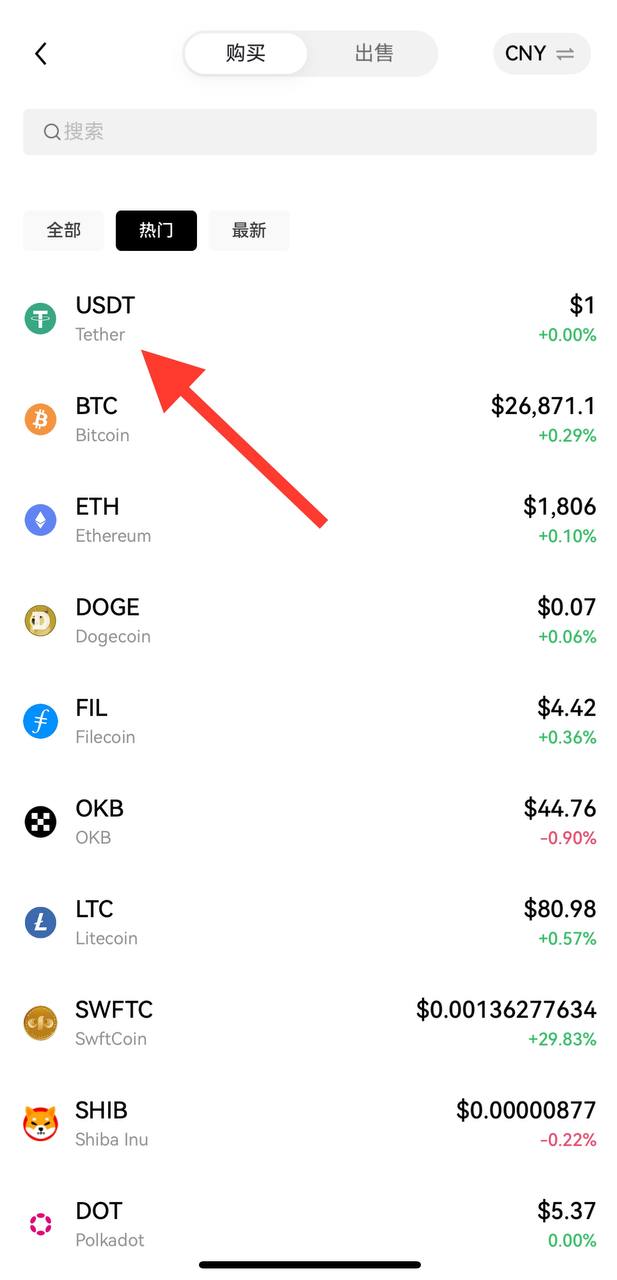 购买 出售 CNY
搜索
全部 热门 最新
USDT $1
Tether +0.00%
BTC $26,871.1
Bitcoin +0.29%
ETH $1,806
Ethereum +0.10%
DOGE $0.07
Dogecoin +0.06%
FIL $4.42
Filecoin +0.36%
OKB $44.76
OKB -0.90%
LTC $80.98
Litecoin +0.57%
SWFTC $0.00136277634
SwftCoin +29.83%
SHIB $0.00000877
Shiba Inu -0.22%
DOT $5.37
Polkadot 0.00%